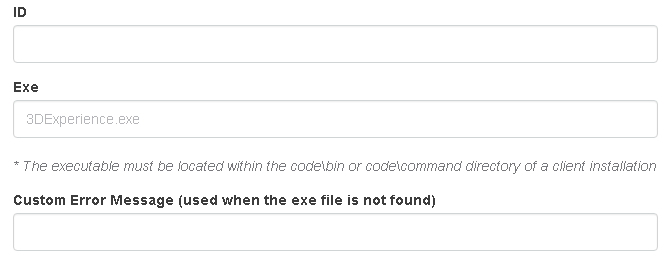 ID
Exe
3DExperience.exe
* The executable must be located within the code\bin or code\command directory of a client installation
Custom Error Message (used when the exe file is not found)